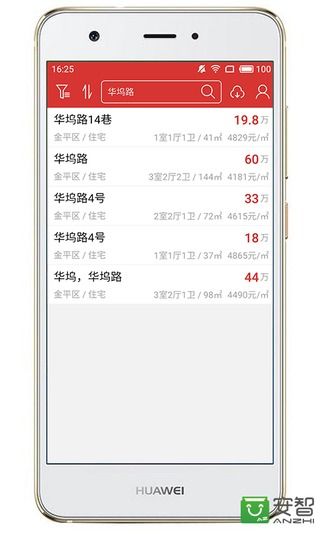 16:25
100
华坞路
华坞路14巷
19.8万
金平区 / 住宅
1室1厅1卫 / 41㎡ 4829元/㎡
华坞路
60万
金平区 / 住宅
3室2厅2卫 / 144㎡ 4181元/㎡
华坞路4号
33万
金平区 / 住宅
2室1厅1卫 / 72㎡ 4615元/㎡
华坞路4号
18万
金平区 / 住宅
1室1厅1卫 / 37㎡ 4865元/㎡
华坞，华坞路
44万
金平区 / 住宅
3室2厅1卫 / 98㎡ 4490元/㎡
HUAWEI
安智
ANZHI